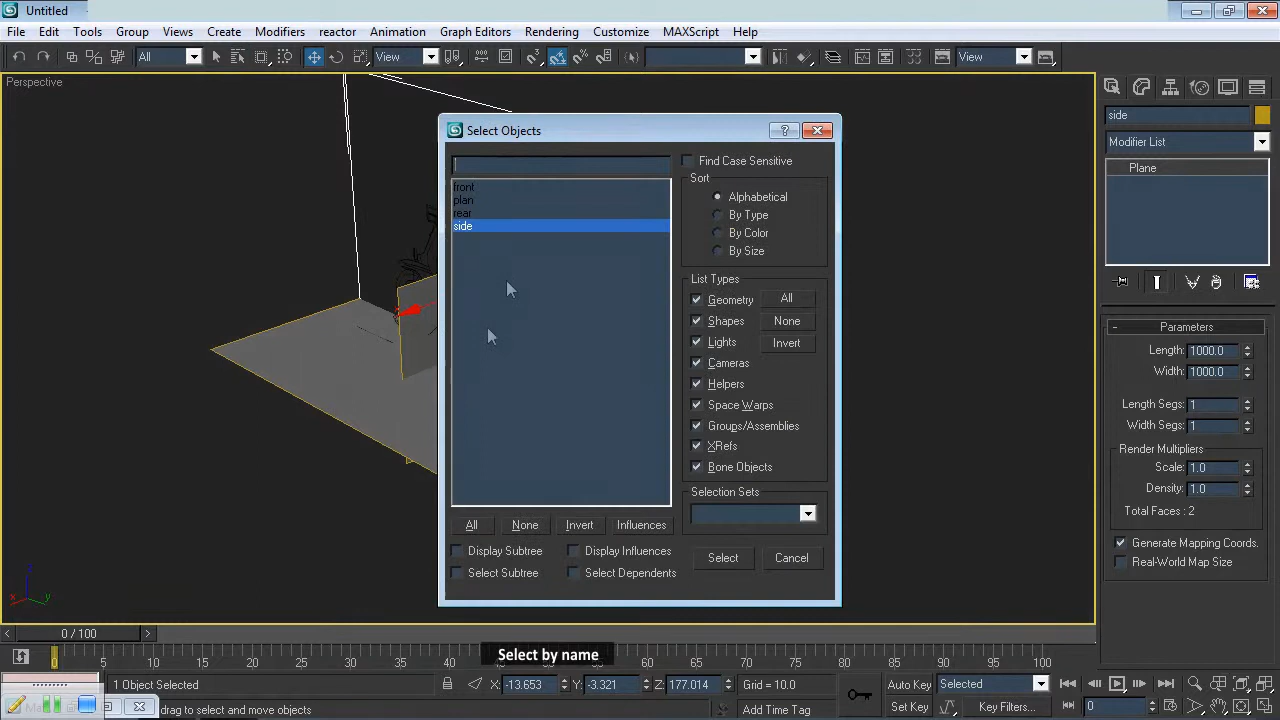 Untitled
File Edit Tools Group Views Create Modifiers reactor Animation Graph Editors Rendering Customize MAXScript Help
All View View
Perspective
Select Objects
side
Modifier List
Plane
Find Case Sensitive
front
plan
rear
side
Sort
Alphabetical
By Type
By Color
By Size
List Types
Geometry All
Shapes None
Lights Invert
Cameras
Helpers
Space Warps
Groups/Assemblies
XRefs
Bone Objects
Selection Sets
All None Invert Influences
Display Subtree Display Influences
Select Subtree Select Dependents
Select Cancel
Parameters
Length: 1000.0
Width: 1000.0
Length Segs: 1
Width Segs: 1
Render Multipliers
Scale: 1.0
Density: 1.0
Total Faces : 2
Generate Mapping Coords.
Real-World Map Size
z
x y
0 / 100
Select by name
0 5 10 15 20 25 30 35 40 60 65 70 75 80 85 90 95 100
1 Object Selected X: -13.653 Y: -3.321 Z: 177.014 Grid = 10.0 Auto Key Selected
drag to select and move objects Add Time Tag Set Key Key Filters... 0